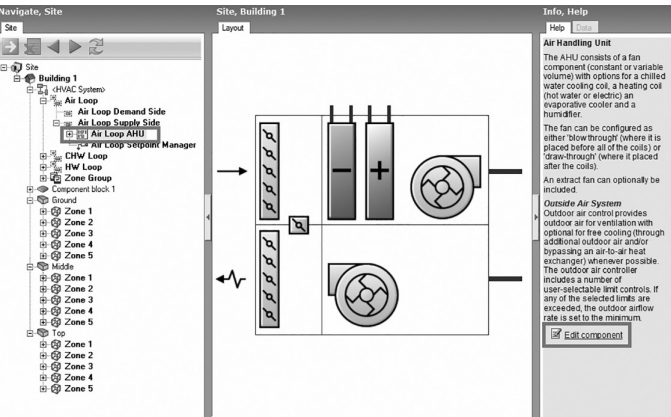 Navigate, Site
Site
Site
Building 1
<HVAC System>
Air Loop
Air Loop Demand Side
Air Loop Supply Side
Air Loop AHU
Air Loop Setpoint Manager
CHW Loop
HW Loop
Zone Group
Component block 1
Ground
Zone 1
Zone 2
Zone 3
Zone 4
Zone 5
Middle
Zone 1
Zone 2
Zone 3
Zone 4
Zone 5
Top
Zone 1
Zone 2
Zone 3
Zone 4
Zone 5
Site, Building 1
Layout
Info, Help
Help Data
Air Handling Unit
The AHU consists of a fan
component (constant or variable
volume) with options for a chilled
water cooling coil, a heating coil
(hot water or electric) an
evaporative cooler and a
humidifier.
The fan can be configured as
either 'blow through' (where it is
placed before all of the coils) or
'draw-through' (where it placed
after the coils).
An extract fan can optionally be
included.
Outside Air System
Outdoor air control provides
outdoor air for ventilation with
optional for free cooling (through
additional outdoor air and/or
bypassing an air-to-air heat
exchanger) whenever possible.
The outdoor air controller
includes a number of
user-selectable limit controls. If
any of the selected limits are
exceeded, the outdoor airflow
rate is set to the minimum.
Edit component